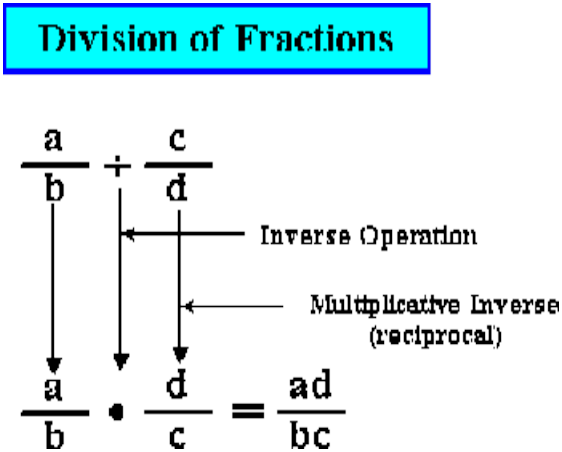 Division of Fractions
a/b ÷ c/d
Inverse Operation
Multiplicative Inverse
(reciprocal)
a/b • d/c = ad/bc